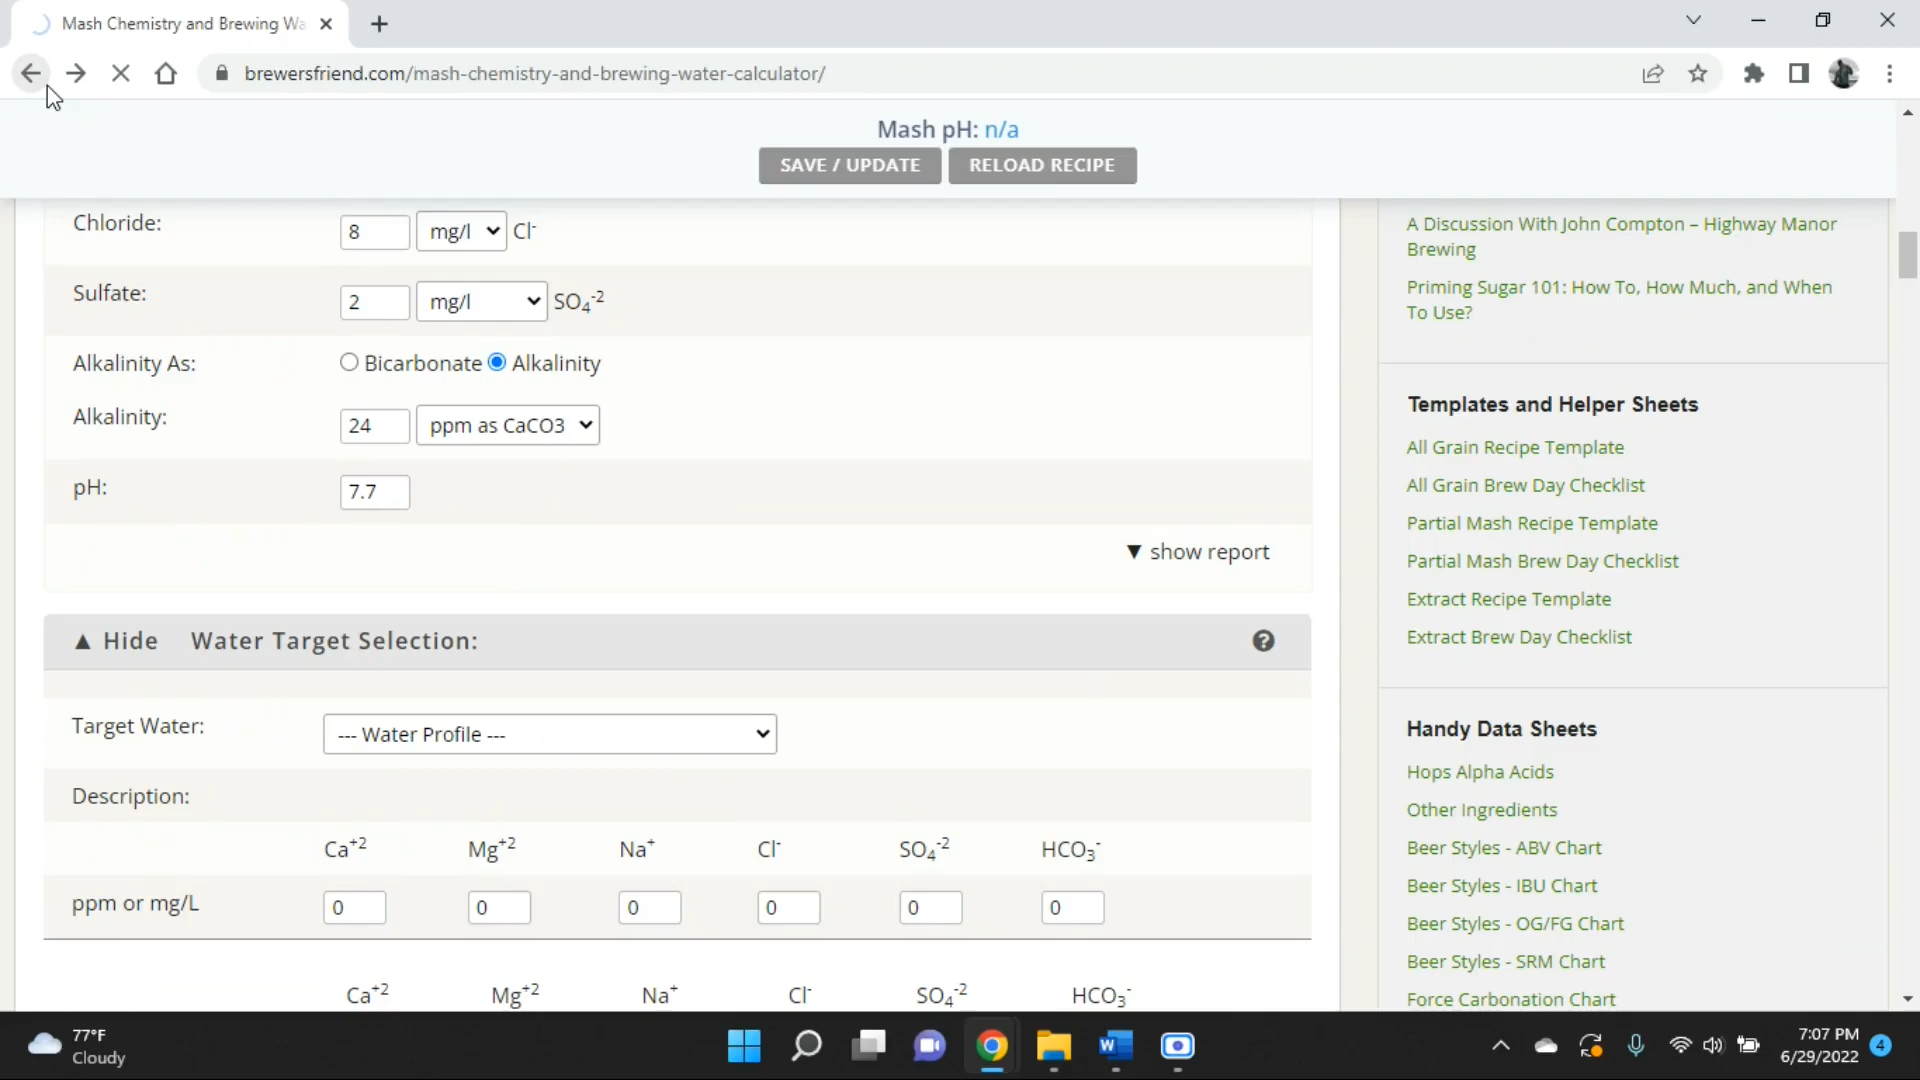 Mash Chemistry and Brewing Wa
brewersfriend.com/mash-chemistry-and-brewing-water-calculator/
Mash pH: n/a
SAVE / UPDATE RELOAD RECIPE
Chloride: 8 mg/l Cl-
Sulfate: 2 mg/l SO4-2
Alkalinity As: Bicarbonate Alkalinity
Alkalinity: 24 ppm as CaCO3
pH: 7.7
▼ show report
▲ Hide Water Target Selection: ?
Target Water: --- Water Profile ---
Description:
Ca+2 Mg+2 Na+ Cl- SO4-2 HCO3-
ppm or mg/L 0 0 0 0 0 0
Ca+2 Mg+2 Na+ Cl- SO4-2 HCO3-
A Discussion With John Compton – Highway Manor
Brewing
Priming Sugar 101: How To, How Much, and When
To Use?
Templates and Helper Sheets
All Grain Recipe Template
All Grain Brew Day Checklist
Partial Mash Recipe Template
Partial Mash Brew Day Checklist
Extract Recipe Template
Extract Brew Day Checklist
Handy Data Sheets
Hops Alpha Acids
Other Ingredients
Beer Styles - ABV Chart
Beer Styles - IBU Chart
Beer Styles - OG/FG Chart
Beer Styles - SRM Chart
Force Carbonation Chart
77°F
Cloudy
W
7:07 PM
6/29/2022
4